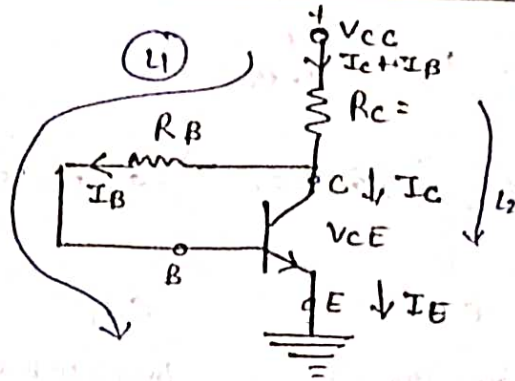 +
VCC
L1
IC+IB
RC =
RB
IB
C ↓ IC
L2
VCE
B
E ↓ IE